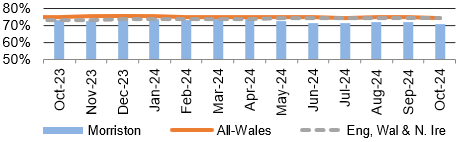 80%
70%
60%
50%
Oct-23
Nov-23
Dec-23
Jan-24
Feb-24
Mar-24
Apr-24
May-24
Jun-24
Jul-24
Aug-24
Sep-24
Oct-24
Morriston All-Wales Eng, Wal & N. Ire